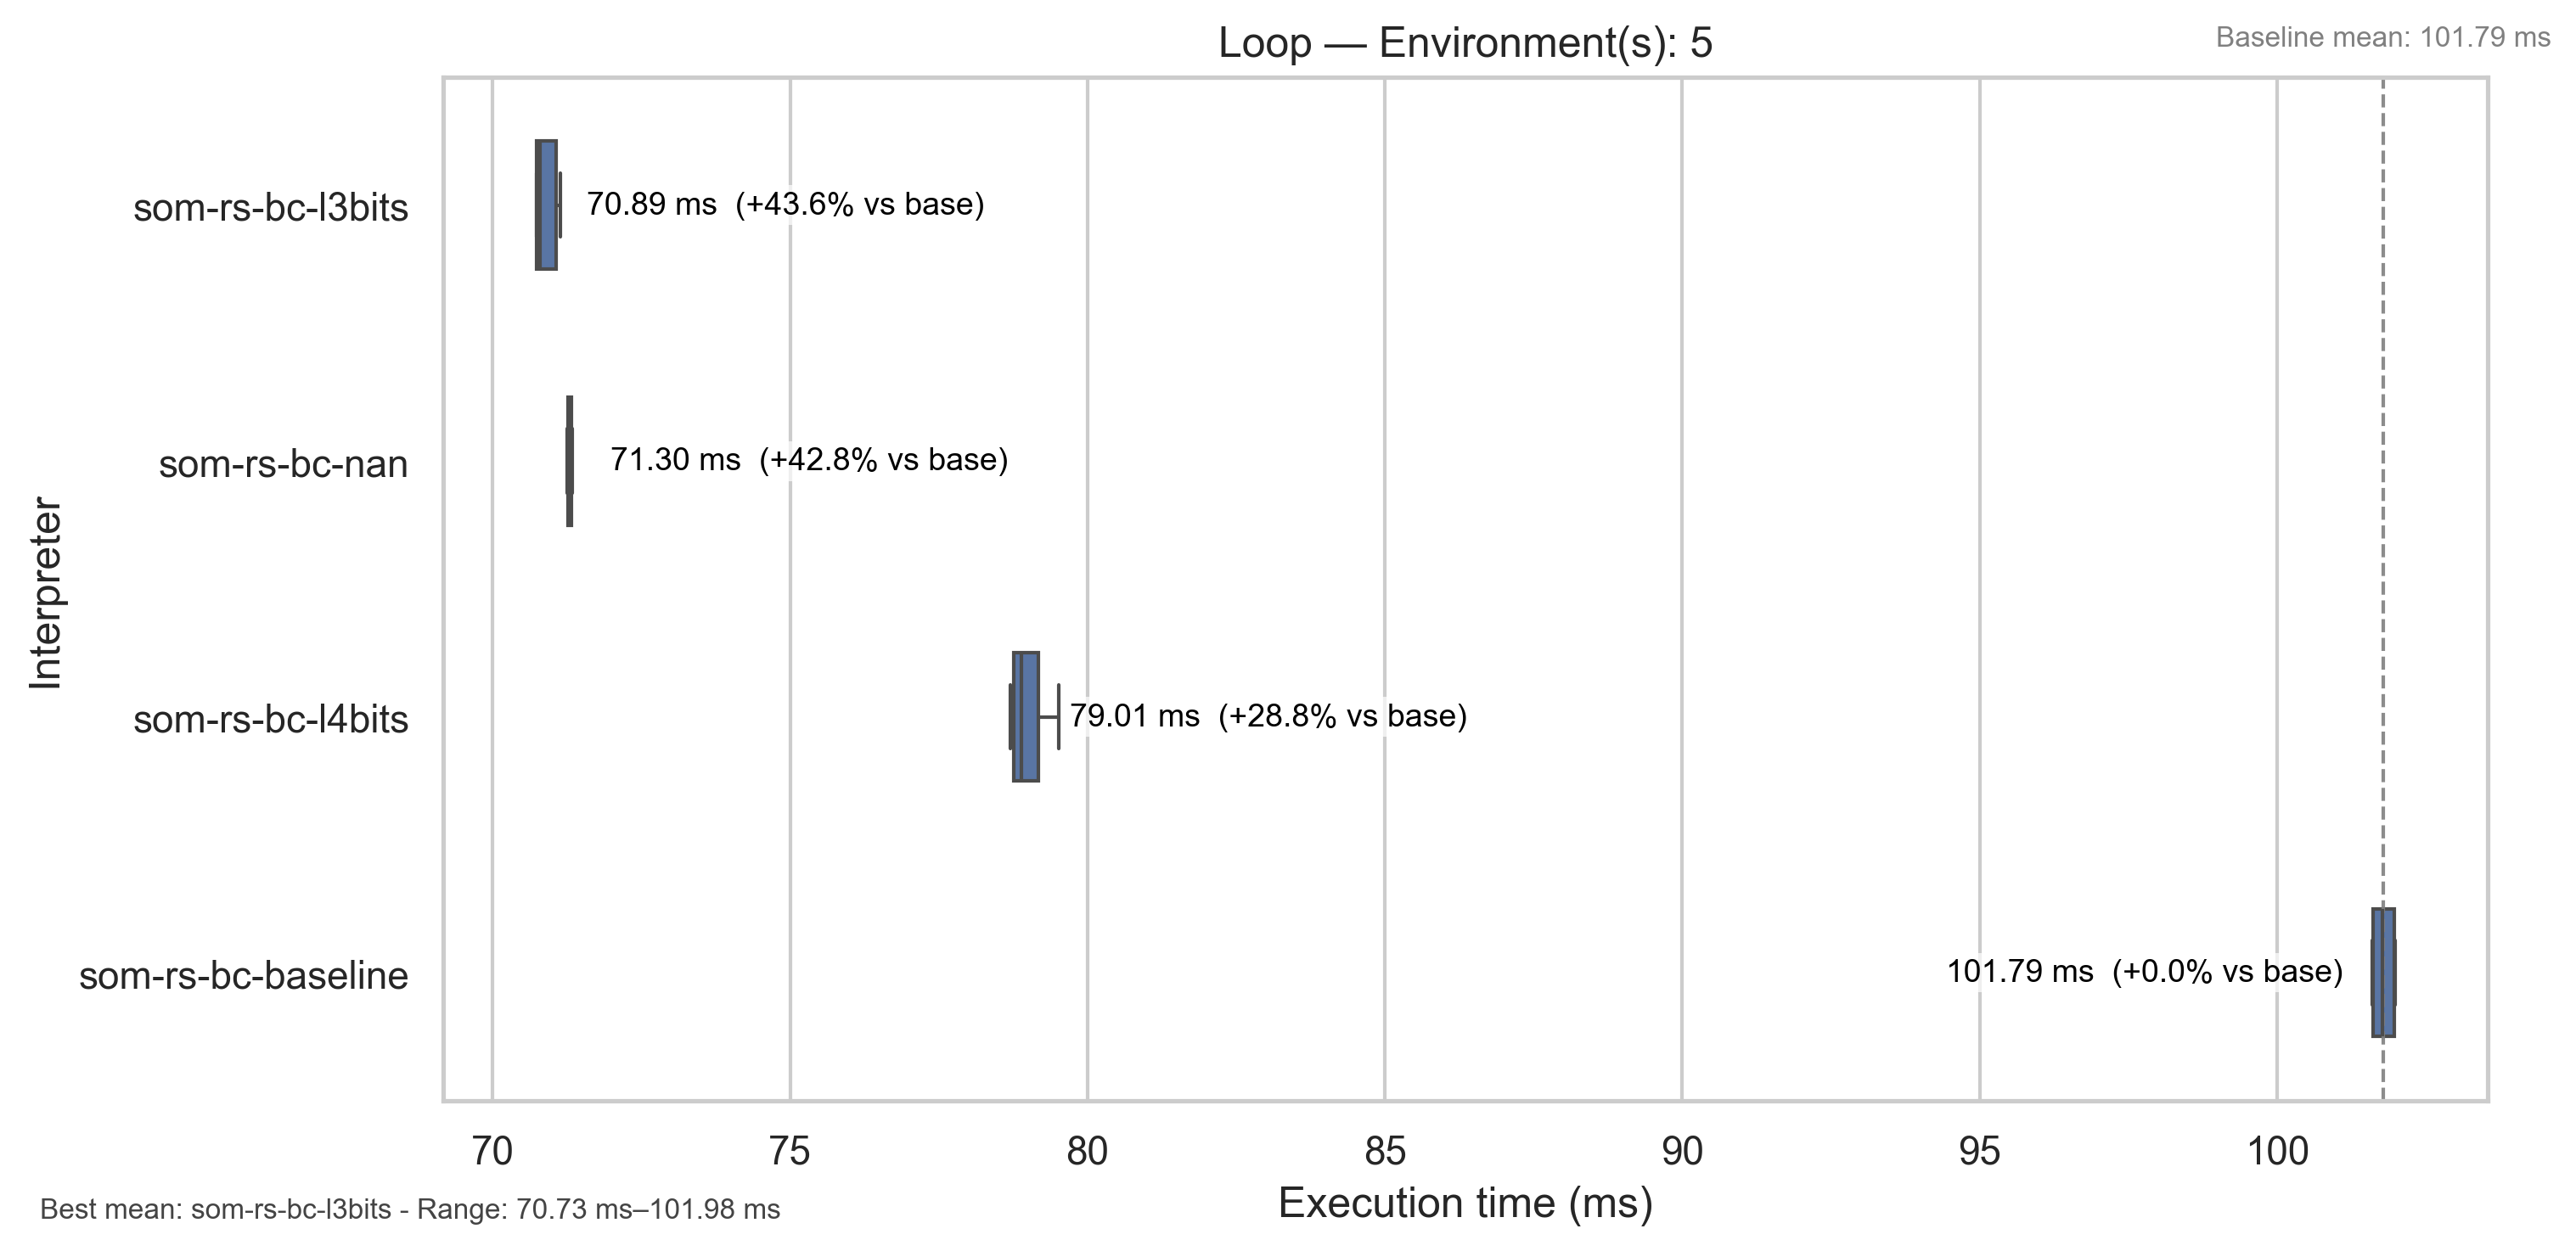 Loop — Environment(s): 5
Baseline mean: 101.79 ms
som-rs-bc-l3bits
70.89 ms  (+43.6% vs base)
som-rs-bc-nan
71.30 ms  (+42.8% vs base)
Interpreter
som-rs-bc-l4bits
79.01 ms  (+28.8% vs base)
som-rs-bc-baseline
101.79 ms  (+0.0% vs base)
70 75 80 85 90 95 100
Execution time (ms)
Best mean: som-rs-bc-l3bits - Range: 70.73 ms–101.98 ms